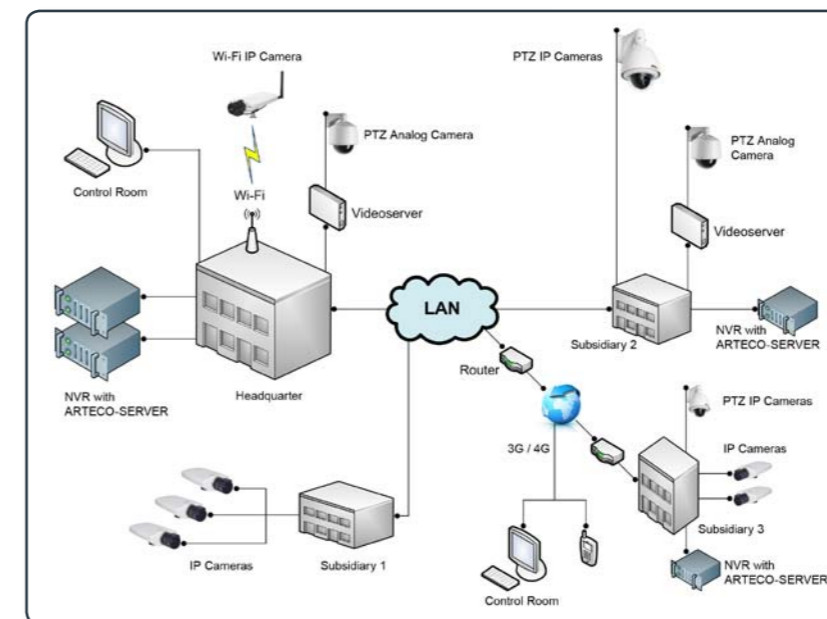 Wi-Fi IP Camera
PTZ IP Cameras
PTZ Analog Camera
PTZ Analog
Camera
Control Room
Wi-Fi
Videoserver
Videoserver
LAN
NVR with
ARTECO-SERVER
Headquarter
Router
Subsidiary 2
NVR with
ARTECO-SERVER
PTZ IP Cameras
3G / 4G
IP Cameras
Subsidiary 3
IP Cameras
Subsidiary 1
NVR with
ARTECO-SERVER
Control Room